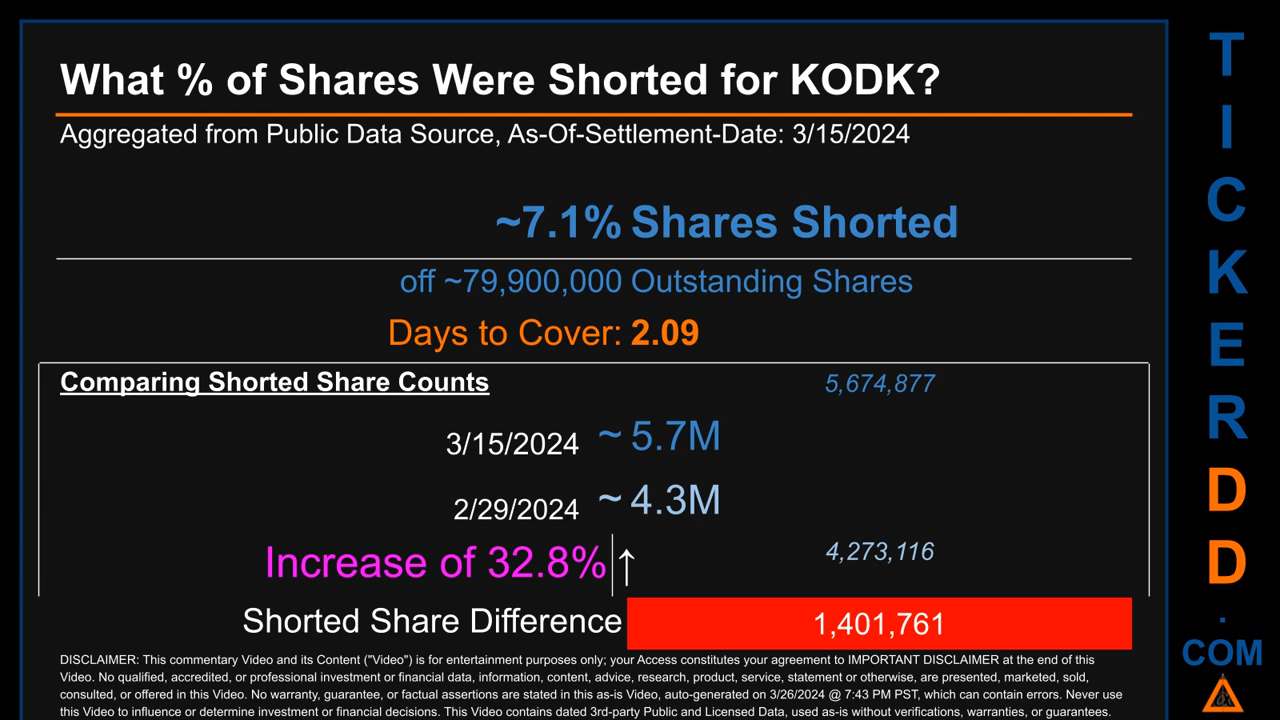 What % of Shares Were Shorted for KODK?
Aggregated from Public Data Source, As-Of-Settlement-Date: 3/15/2024
~7.1% Shares Shorted
off ~79,900,000 Outstanding Shares
Days to Cover: 2.09
Comparing Shorted Share Counts
5,674,877
3/15/2024 ~ 5.7M
2/29/2024 ~ 4.3M
Increase of 32.8% ↑
4,273,116
Shorted Share Difference 1,401,761
DISCLAIMER: This commentary Video and its Content ("Video") is for entertainment purposes only; your Access constitutes your agreement to IMPORTANT DISCLAIMER at the end of this
Video. No qualified, accredited, or professional investment or financial data, information, content, advice, research, product, service, statement or otherwise, are presented, marketed, sold,
consulted, or offered in this Video. No warranty, guarantee, or factual assertions are stated in this as-is Video, auto-generated on 3/26/2024 @ 7:43 PM PST, which can contain errors. Never use
this Video to influence or determine investment or financial decisions. This Video contains dated 3rd-party Public and Licensed Data, used as-is without verifications, warranties, or guarantees.
T
I
C
K
E
R
D
D
.
COM